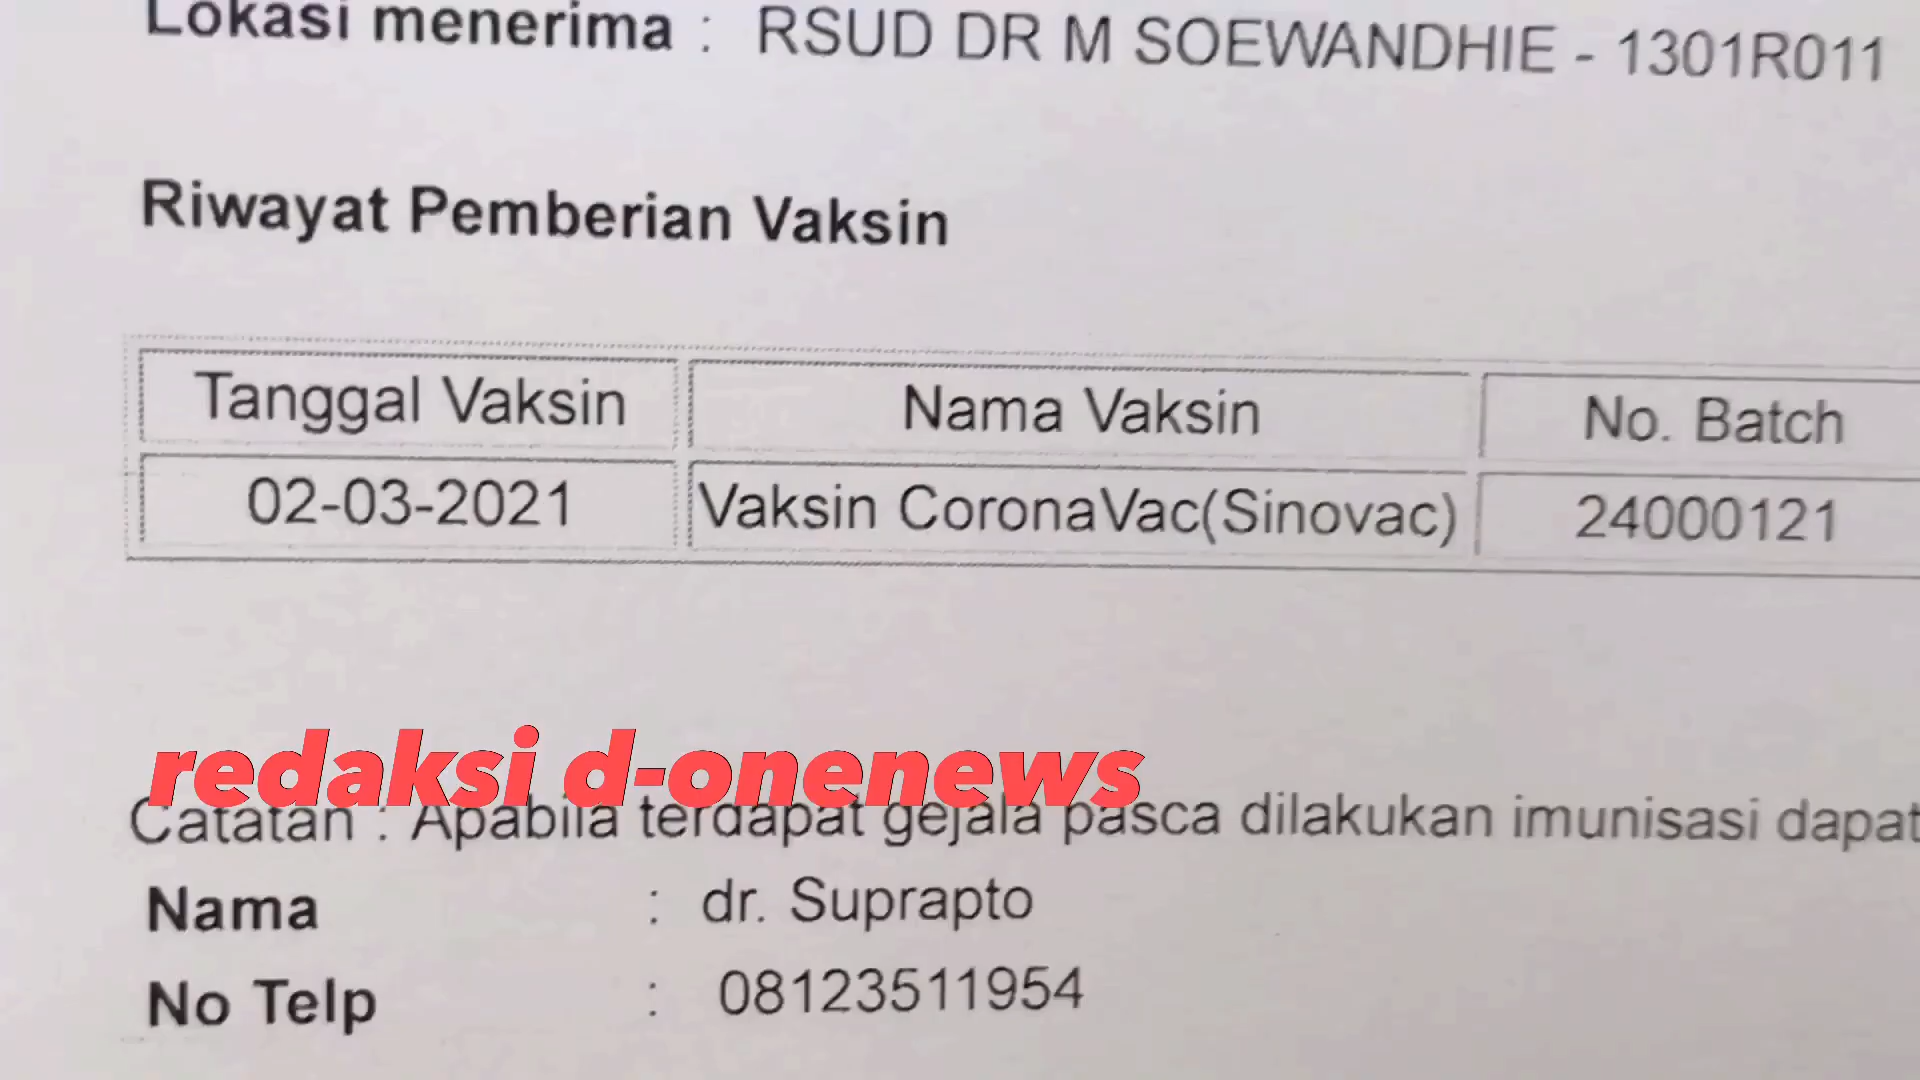 Lokasi menerima : RSUD DR M SOEWANDHIE - 1301R011
Riwayat Pemberian Vaksin
Tanggal Vaksin Nama Vaksin No. Batch
02-03-2021 Vaksin CoronaVac(Sinovac) 24000121
redaksi d-onenews
Catatan : Apabila terdapat gejala pasca dilakukan imunisasi dapat
Nama : dr. Suprapto
No Telp : 08123511954